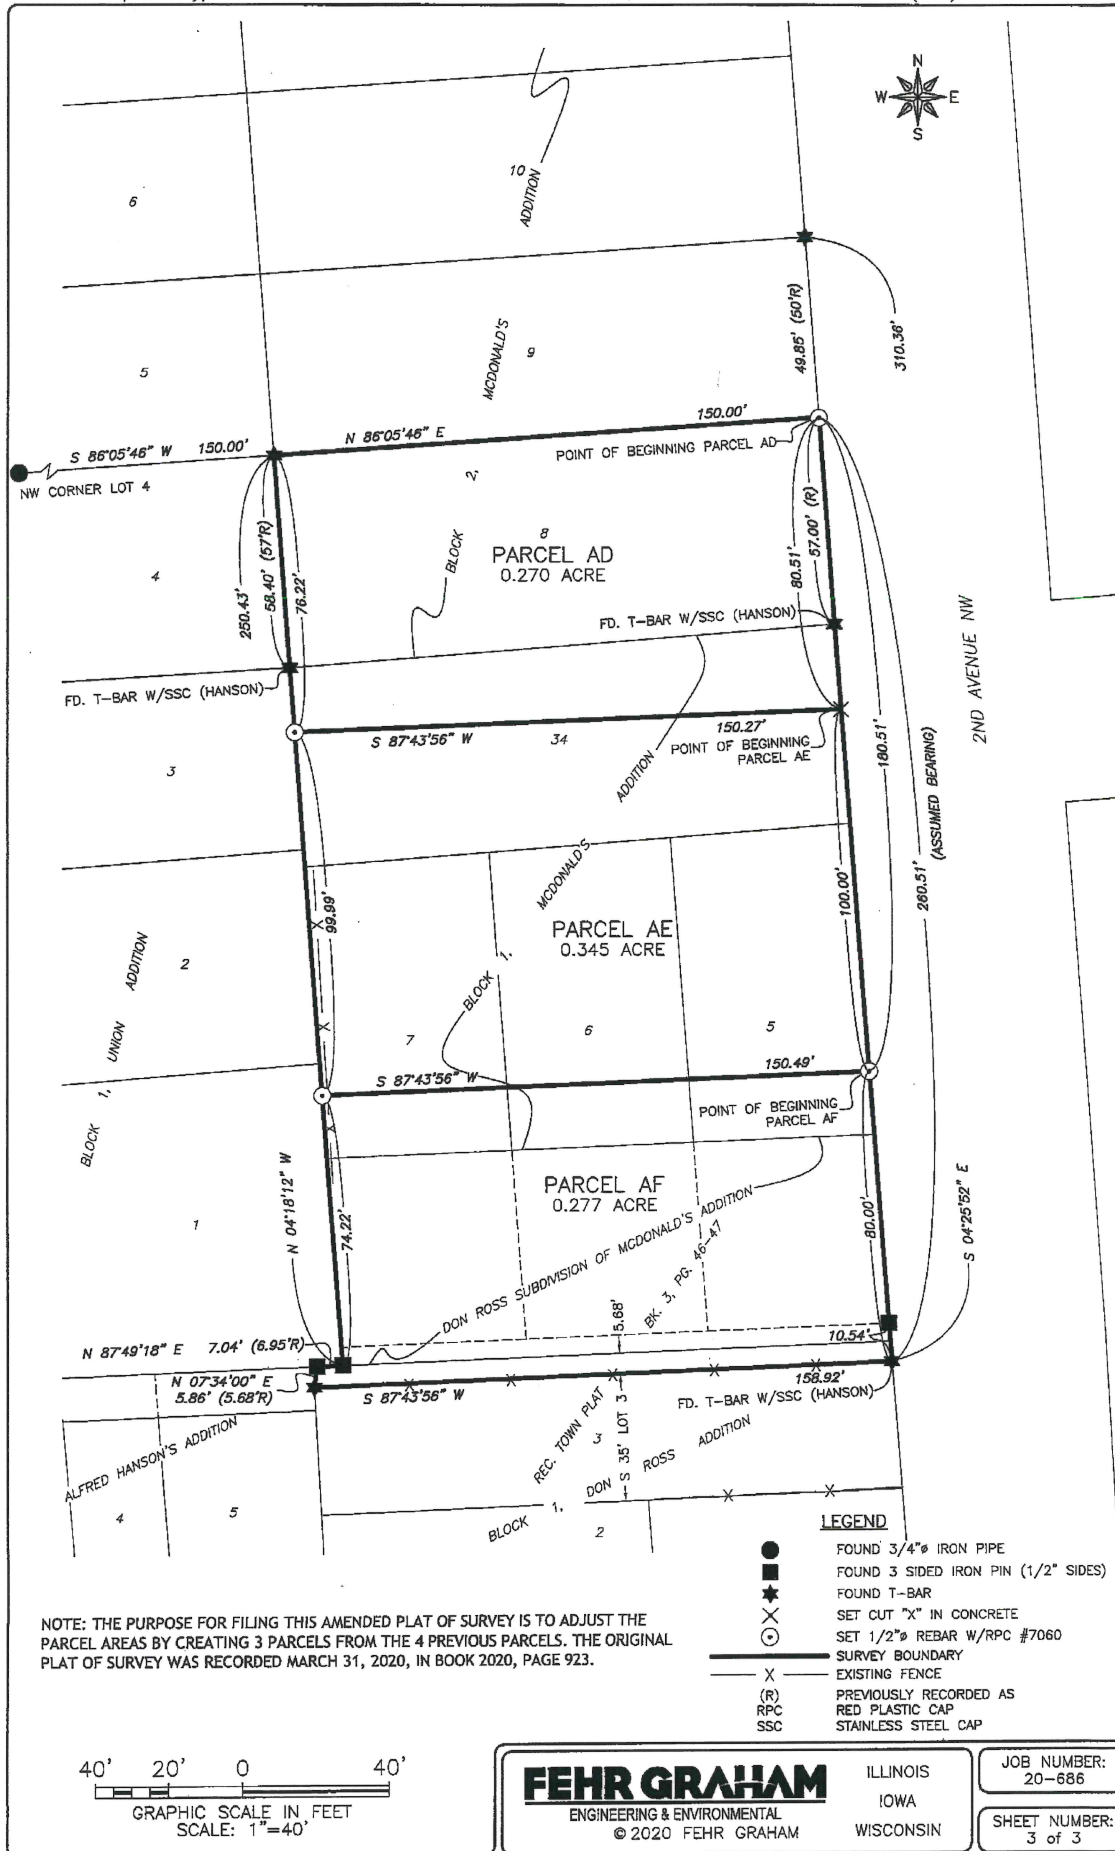 N
W E
S
10
ADDITION
6
MCDONALD'S
9
49.85' (50'R)
310.36'
5
S 86°05'46" W 150.00'
N 86°05'46" E 150.00'
POINT OF BEGINNING PARCEL AD
NW CORNER LOT 4
2,
BLOCK
8
PARCEL AD
0.270 ACRE
4
250.43'
58.40' (57'R)
76.22'
80.51'
57.00' (R)
FD. T-BAR W/SSC (HANSON)
FD. T-BAR W/SSC (HANSON)
2ND AVENUE NW
S 87°43'56" W 150.27'
34
POINT OF BEGINNING
PARCEL AE
3
ADDITION
180.51'
260.51'
(ASSUMED BEARING)
MCDONALD'S
99.99'
X
PARCEL AE
0.345 ACRE
100.00'
BLOCK 1,
2
UNION ADDITION
BLOCK 1,
X
7
6
5
S 87°43'56" W 150.49'
POINT OF BEGINNING
PARCEL AF
PARCEL AF
0.277 ACRE
1
N 04°18'12" W
74.22'
80.00'
S 04°25'52" E
DON ROSS SUBDIVISION OF MCDONALD'S ADDITION
BK. 3, PG. 46-47
5.68'
10.54'
N 87°49'18" E 7.04' (6.95'R)
N 07°34'00" E
5.86' (5.68'R)
S 87°43'56" W 158.92'
FD. T-BAR W/SSC (HANSON)
REC. TOWN PLAT
3
S 35' LOT 3
ALFRED HANSON'S ADDITION
4
5
BLOCK 1, DON ROSS ADDITION
2
LEGEND
FOUND 3/4"ø IRON PIPE
FOUND 3 SIDED IRON PIN (1/2" SIDES)
FOUND T-BAR
SET CUT "X" IN CONCRETE
SET 1/2"ø REBAR W/RPC #7060
SURVEY BOUNDARY
X EXISTING FENCE
(R) PREVIOUSLY RECORDED AS
RPC RED PLASTIC CAP
SSC STAINLESS STEEL CAP
NOTE: THE PURPOSE FOR FILING THIS AMENDED PLAT OF SURVEY IS TO ADJUST THE
PARCEL AREAS BY CREATING 3 PARCELS FROM THE 4 PREVIOUS PARCELS. THE ORIGINAL
PLAT OF SURVEY WAS RECORDED MARCH 31, 2020, IN BOOK 2020, PAGE 923.
40' 20' 0 40'
GRAPHIC SCALE IN FEET
SCALE: 1"=40'
FEHR GRAHAM
ENGINEERING & ENVIRONMENTAL
© 2020 FEHR GRAHAM
ILLINOIS
IOWA
WISCONSIN
JOB NUMBER:
20-686
SHEET NUMBER:
3 of 3